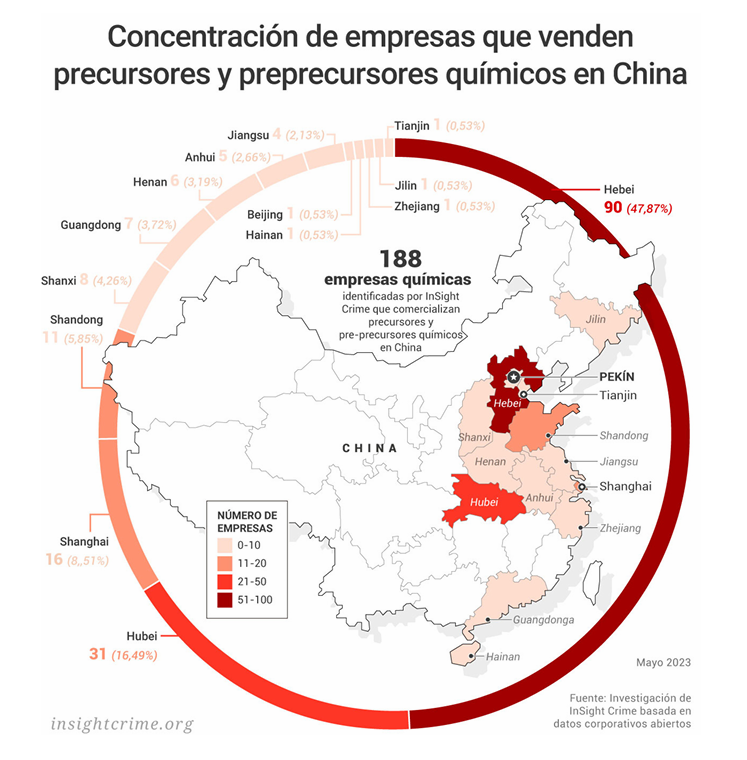 Concentración de empresas que venden
precursores y preprecursores químicos en China
Tianjin 1 (0,53%)
Jiangsu 4 (2,13%)
Anhui 5 (2,66%)
Henan 6 (3,19%)
Jilin 1 (0,53%)
Zhejiang 1 (0,53%)
Beijing 1 (0,53%)
Hainan 1 (0,53%)
Hebei
90 (47,87%)
Guangdong 7 (3,72%)
Shanxi 8 (4,26%)
Shandong
11 (5,85%)
188
empresas químicas
identificadas por InSight
Crime que comercializan
precursores y
pre-precursores químicos
en China
Jilin
PEKÍN
Tianjin
Hebei
CHINA
Shanxi
Shandong
Henan
Jiangsu
Shanghai
Anhui
Hubei
Zhejiang
NÚMERO DE
EMPRESAS
0-10
11-20
21-50
51-100
Shanghai
16 (8,,51%)
Hubei
31 (16,49%)
Guangdonga
Hainan
Mayo 2023
Fuente: Investigación de
InSight Crime basada en
datos corporativos abiertos
insightcrime.org